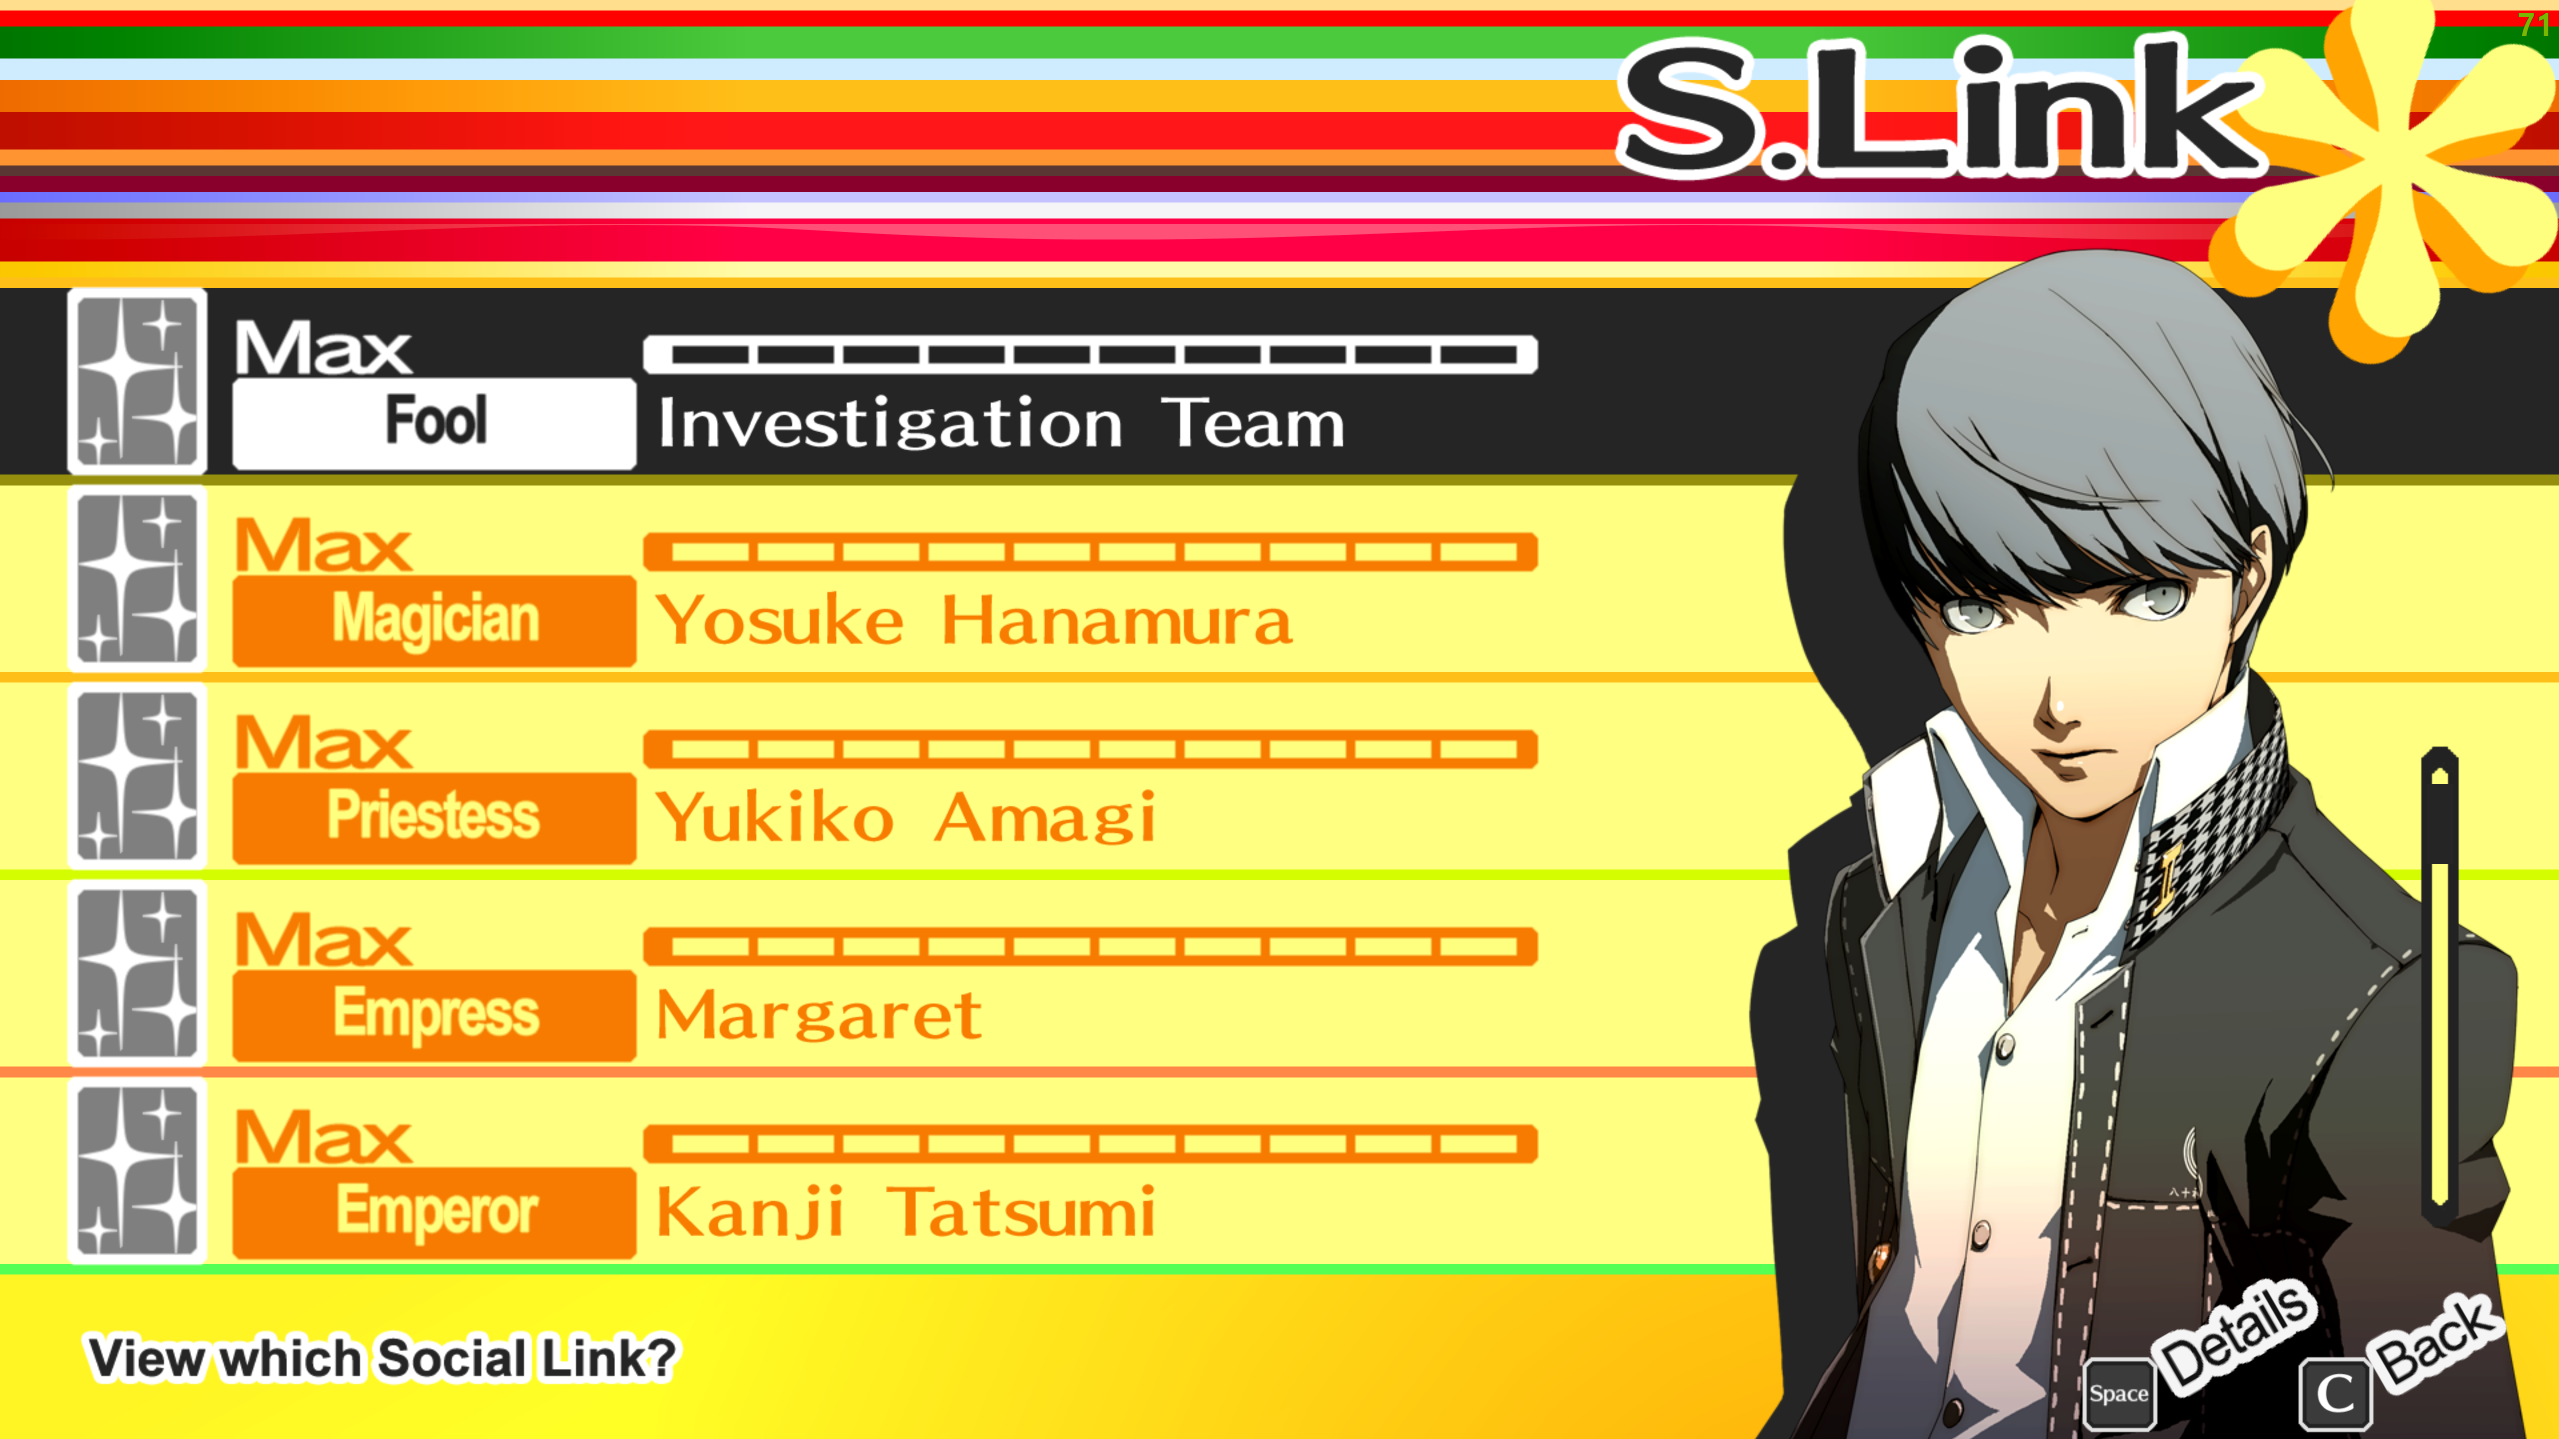 71
S.Link
Max
Fool Investigation Team
Max
Magician Yosuke Hanamura
Max
Priestess Yukiko Amagi
Max
Empress Margaret
Max
Emperor Kanji Tatsumi
View which Social Link?
Space Details C Back